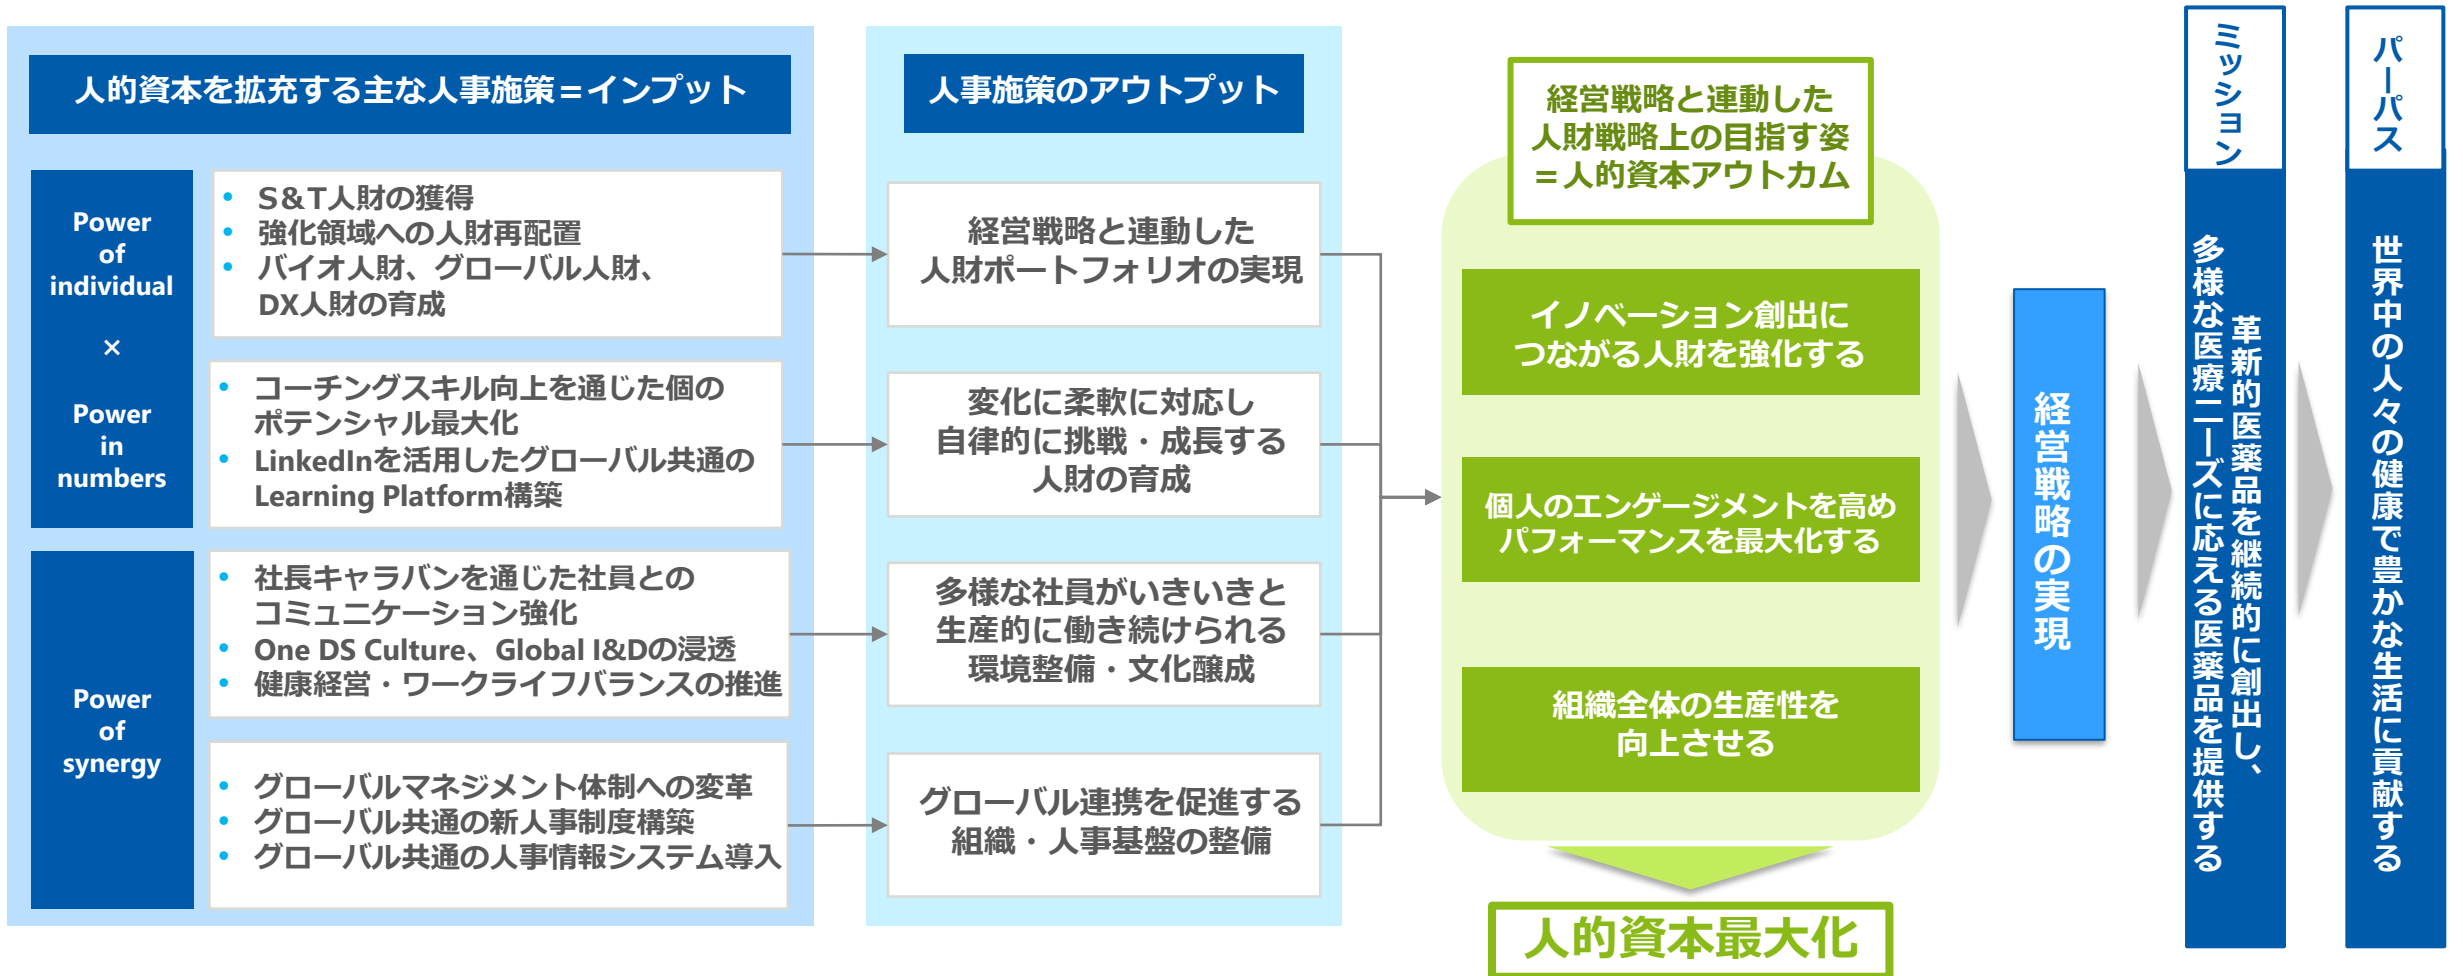 人的資本を拡充する主な人事施策＝インプット
Power
of
individual
×
Power
in
numbers
• S&T人財の獲得
• 強化領域への人財再配置
• バイオ人財、グローバル人財、
DX人財の育成
• コーチングスキル向上を通じた個の
ポテンシャル最大化
• LinkedInを活用したグローバル共通の
Learning Platform構築
Power
of
synergy
• 社長キャラバンを通じた社員との
コミュニケーション強化
• One DS Culture、Global I&Dの浸透
• 健康経営・ワークライフバランスの推進
• グローバルマネジメント体制への変革
• グローバル共通の新人事制度構築
• グローバル共通の人事情報システム導入
人事施策のアウトプット
経営戦略と連動した
人財ポートフォリオの実現
変化に柔軟に対応し
自律的に挑戦・成長する
人財の育成
多様な社員がいきいきと
生産的に働き続けられる
環境整備・文化醸成
グローバル連携を促進する
組織・人事基盤の整備
経営戦略と連動した
人財戦略上の目指す姿
＝人的資本アウトカム
イノベーション創出に
つながる人財を強化する
個人のエンゲージメントを高め
パフォーマンスを最大化する
組織全体の生産性を
向上させる
人的資本最大化
経営戦略の実現
ミッション
革新的医薬品を継続的に創出し、
多様な医療ニーズに応える医薬品を提供する
パーパス
世界中の人々の健康で豊かな生活に貢献する